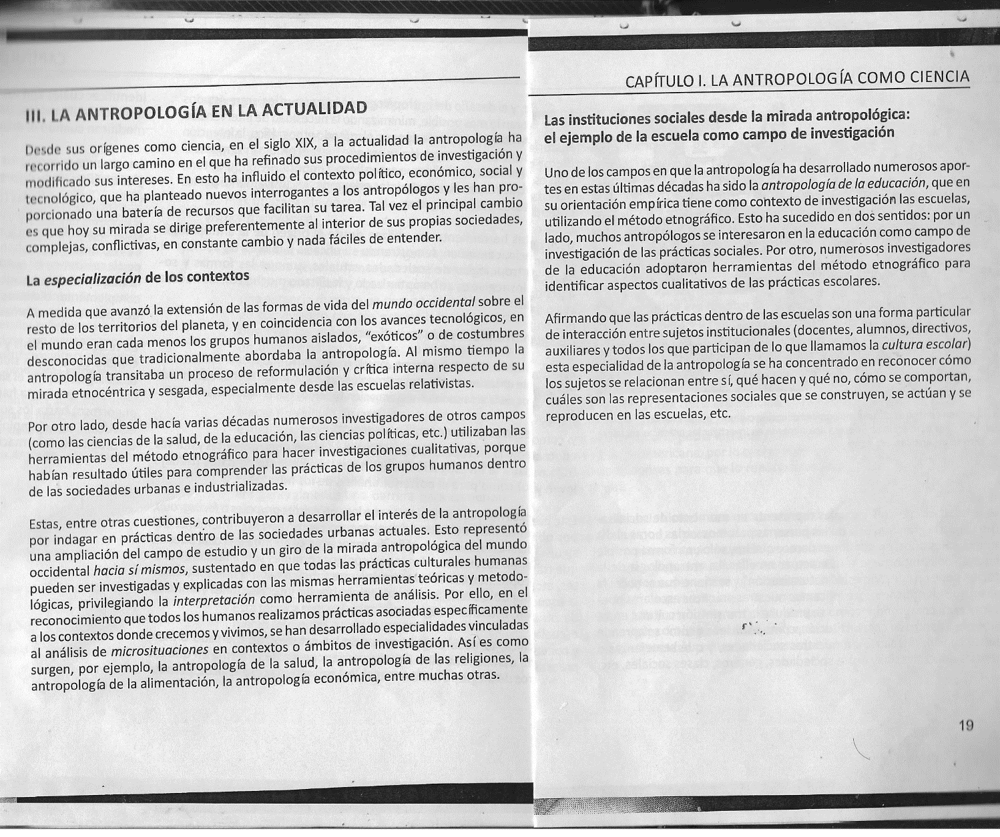 III. LA ANTROPOLOGÍA EN LA ACTUALIDAD
Desde sus orígenes como ciencia, en el siglo XIX, a la actualidad la antropología ha
recorrido un largo camino en el que ha refinado sus procedimientos de investigación y
modificado sus intereses. En esto ha influido el contexto político, económico, social y
tecnológico, que ha planteado nuevos interrogantes a los antropólogos y les han pro-
porcionado una batería de recursos que facilitan su tarea. Tal vez el principal cambio
es que hoy su mirada se dirige preferentemente al interior de sus propias sociedades,
complejas, conflictivas, en constante cambio y nada fáciles de entender.
La especialización de los contextos
A medida que avanzó la extensión de las formas de vida del mundo occidental sobre el
resto de los territorios del planeta, y en coincidencia con los avances tecnológicos, en
el mundo eran cada menos los grupos humanos aislados, "exóticos" o de costumbres
desconocidas que tradicionalmente abordaba la antropología. Al mismo tiempo la
antropología transitaba un proceso de reformulación y crítica interna respecto de su
mirada etnocéntrica y sesgada, especialmente desde las escuelas relativistas.
Por otro lado, desde hacía varias décadas numerosos investigadores de otros campos
(como las ciencias de la salud, de la educación, las ciencias políticas, etc.) utilizaban las
herramientas del método etnográfico para hacer investigaciones cualitativas, porque
habían resultado útiles para comprender las prácticas de los grupos humanos dentro
de las sociedades urbanas e industrializadas.
Estas, entre otras cuestiones, contribuyeron a desarrollar el interés de la antropología
por indagar en prácticas dentro de las sociedades urbanas actuales. Esto representó
una ampliación del campo de estudio y un giro de la mirada antropológica del mundo
occidental hacia sí mismos, sustentado en que todas las prácticas culturales humanas
pueden ser investigadas y explicadas con las mismas herramientas teóricas y metodo-
lógicas, privilegiando la interpretación como herramienta de análisis. Por ello, en el
reconocimiento que todos los humanos realizamos prácticas asociadas específicamente
a los contextos donde crecemos y vivimos, se han desarrollado especialidades vinculadas
al análisis de microsituaciones en contextos o ámbitos de investigación. Así es como
surgen, por ejemplo, la antropología de la salud, la antropología de las religiones, la
antropología de la alimentación, la antropología económica, entre muchas otras.
CAPÍTULO I. LA ANTROPOLOGÍA COMO CIENCIA
Las instituciones sociales desde la mirada antropológica:
el ejemplo de la escuela como campo de investigación
Uno de los campos en que la antropología ha desarrollado numerosos apor-
tes en estas últimas décadas ha sido la antropología de la educación, que en
su orientación empírica tiene como contexto de investigación las escuelas,
utilizando el método etnográfico. Esto ha sucedido en dos sentidos: por un
lado, muchos antropólogos se interesaron en la educación como campo de
investigación de las prácticas sociales. Por otro, numerosos investigadores
de la educación adoptaron herramientas del método etnográfico para
identificar aspectos cualitativos de las prácticas escolares.
Afirmando que las prácticas dentro de las escuelas son una forma particular
de interacción entre sujetos institucionales (docentes, alumnos, directivos,
auxiliares y todos los que participan de lo que llamamos la cultura escolar)
esta especialidad de la antropología se ha concentrado en reconocer cómo
los sujetos se relacionan entre sí, qué hacen y qué no, cómo se comportan,
cuáles son las representaciones sociales que se construyen, se actúan y se
reproducen en las escuelas, etc.
19